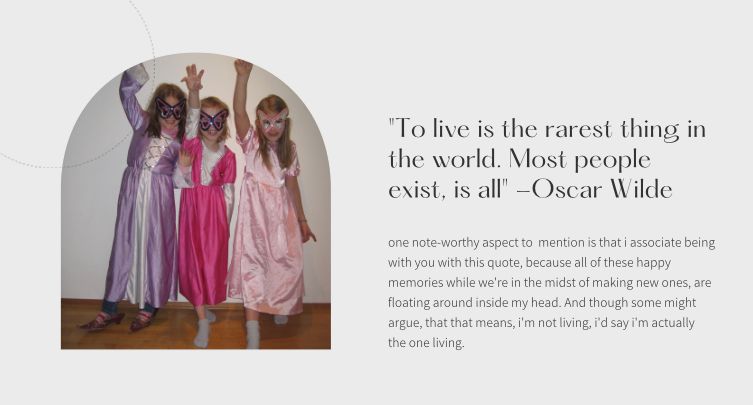 "To live is the rarest thing in
the world. Most people
exist, is all" –Oscar Wilde
one note-worthy aspect to  mention is that i associate being
with you with this quote, because all of these happy
memories while we're in the midst of making new ones, are
floating around inside my head. And though some might
argue, that that means, i'm not living, i'd say i'm actually
the one living.